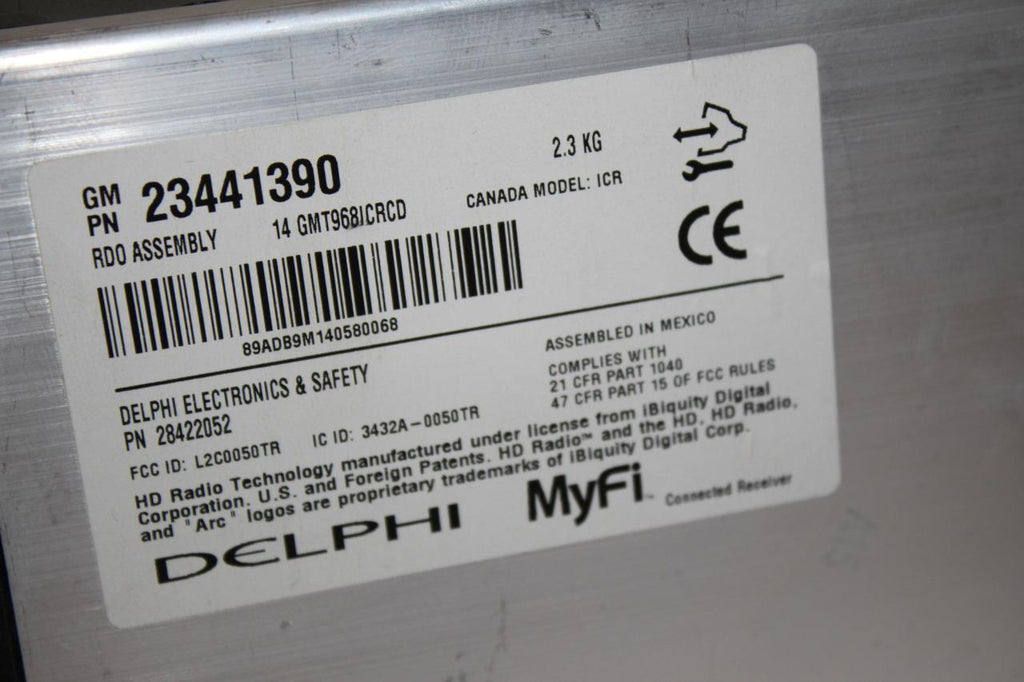 GM PN 23441390
2.3 KG
RDO ASSEMBLY 14 GMT968ICRCD CANADA MODEL: ICR
CE
89ADB9M140580068
DELPHI ELECTRONICS & SAFETY
PN 28422052
FCC ID: L2C0050TR IC ID: 3432A-0050TR
ASSEMBLED IN MEXICO
COMPLIES WITH
21 CFR PART 1040
47 CFR PART 15 OF FCC RULES
HD Radio Technology manufactured under license from iBiquity Digital
Corporation. U.S. and Foreign Patents. HD Radio™ and the HD, HD Radio,
and "Arc" logos are proprietary trademarks of iBiquity Digital Corp.
DELPHI MyFi™ Connected Receiver